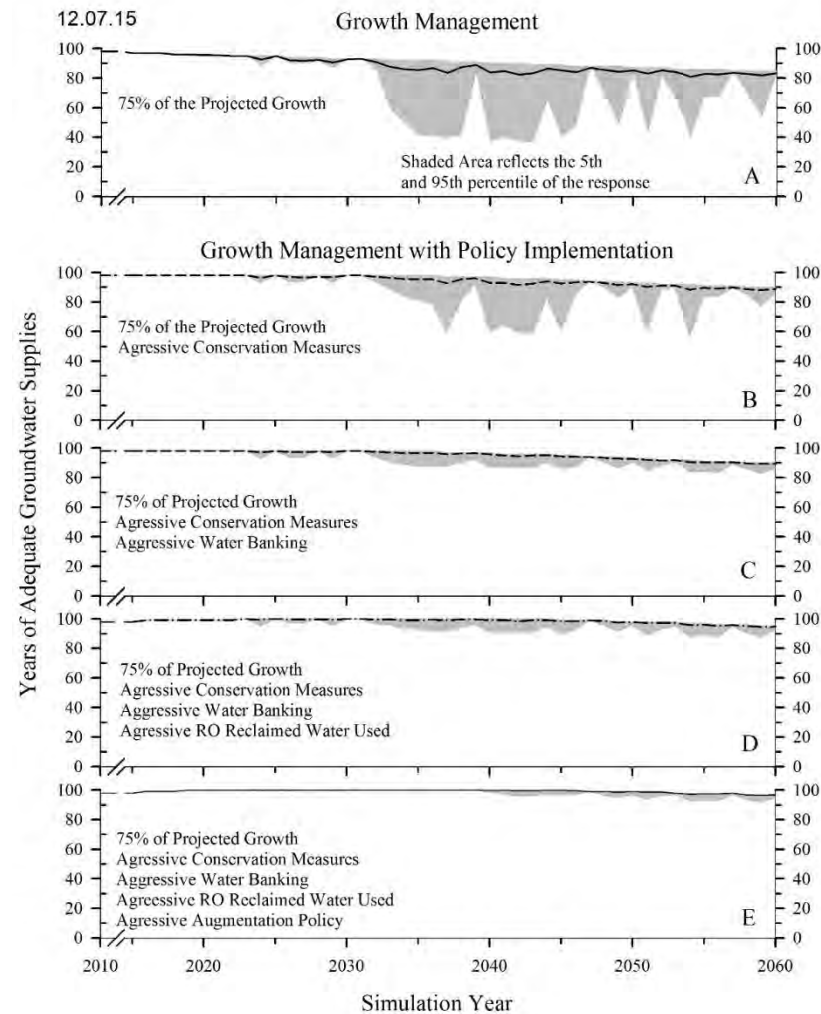 12.07.15
Growth Management
100
80
60
40
20
0
75% of the Projected Growth
Shaded Area reflects the 5th
and 95th percentile of the response
A
100
80
60
40
20
0
Growth Management with Policy Implementation
100
80
60
40
20
0
75% of the Projected Growth
Agressive Conservation Measures
B
100
80
60
40
20
0
100
80
60
40
20
0
75% of Projected Growth
Agressive Conservation Measures
Aggressive Water Banking
C
100
80
60
40
20
0
100
80
60
40
20
0
75% of Projected Growth
Agressive Conservation Measures
Aggressive Water Banking
Agressive RO Reclaimed Water Used
D
100
80
60
40
20
0
100
80
60
40
20
0
75% of Projected Growth
Agressive Conservation Measures
Aggressive Water Banking
Agreessive RO Reclaimed Water Used
Agressive Augmentation Policy
E
100
80
60
40
20
0
Years of Adequate Groundwater Supplies
2010 2020 2030 2040 2050 2060
Simulation Year